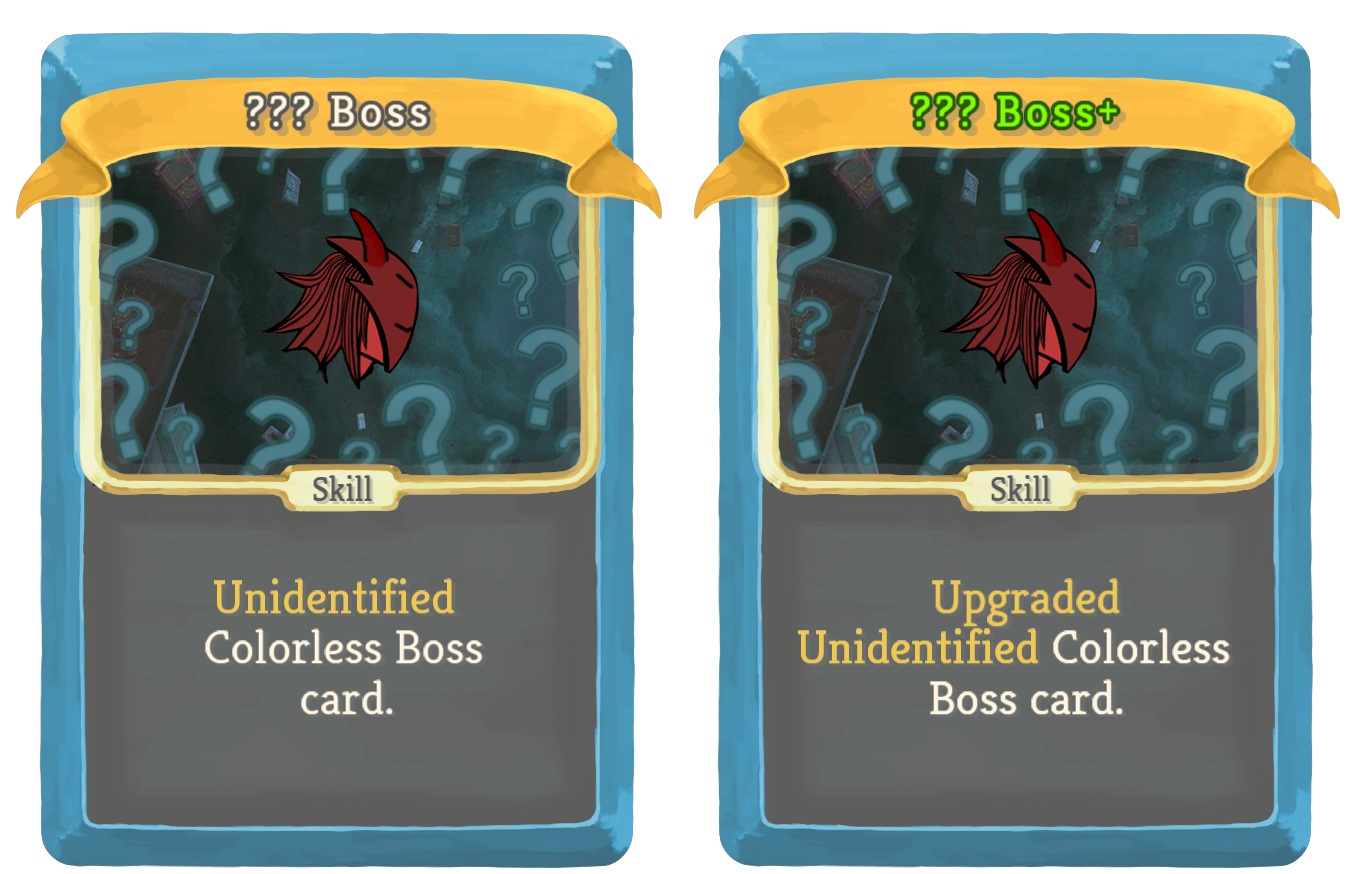 ??? Boss
Skill
Unidentified
Colorless Boss
card.
??? Boss+
Skill
Upgraded
Unidentified Colorless
Boss card.